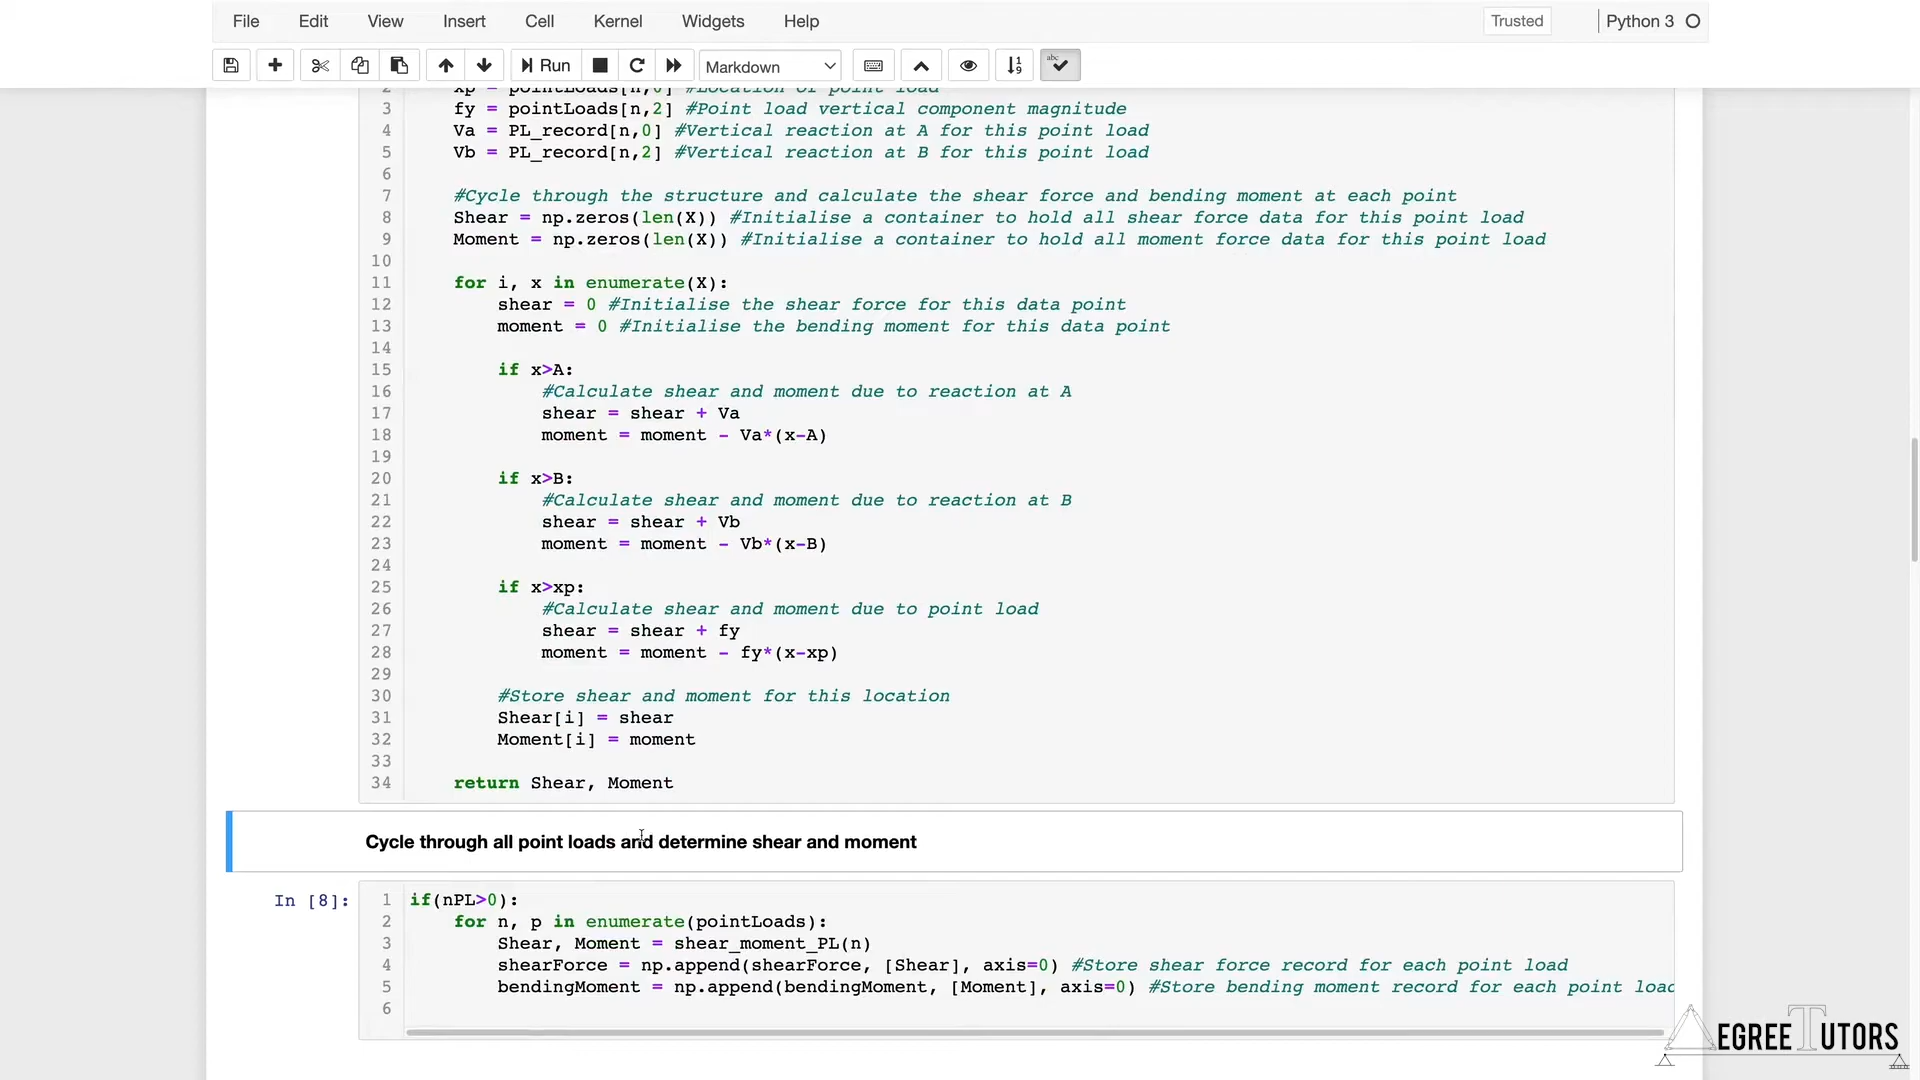 File Edit View Insert Cell Kernel Widgets Help Trusted Python 3
Run Markdown
2 xp = pointLoads[n,0] #Location of point load
3 fy = pointLoads[n,2] #Point load vertical component magnitude
4 Va = PL_record[n,0] #Vertical reaction at A for this point load
5 Vb = PL_record[n,2] #Vertical reaction at B for this point load
6
7 #Cycle through the structure and calculate the shear force and bending moment at each point
8 Shear = np.zeros(len(X)) #Initialise a container to hold all shear force data for this point load
9 Moment = np.zeros(len(X)) #Initialise a container to hold all moment force data for this point load
10
11 for i, x in enumerate(X):
12 shear = 0 #Initialise the shear force for this data point
13 moment = 0 #Initialise the bending moment for this data point
14
15 if x>A:
16 #Calculate shear and moment due to reaction at A
17 shear = shear + Va
18 moment = moment - Va*(x-A)
19
20 if x>B:
21 #Calculate shear and moment due to reaction at B
22 shear = shear + Vb
23 moment = moment - Vb*(x-B)
24
25 if x>xp:
26 #Calculate shear and moment due to point load
27 shear = shear + fy
28 moment = moment - fy*(x-xp)
29
30 #Store shear and moment for this location
31 Shear[i] = shear
32 Moment[i] = moment
33
34 return Shear, Moment
Cycle through all point loads and determine shear and moment
In [8]:
1 if(nPL>0):
2 for n, p in enumerate(pointLoads):
3 Shear, Moment = shear_moment_PL(n)
4 shearForce = np.append(shearForce, [Shear], axis=0) #Store shear force record for each point load
5 bendingMoment = np.append(bendingMoment, [Moment], axis=0) #Store bending moment record for each point loac
6
EGREE TUTORS